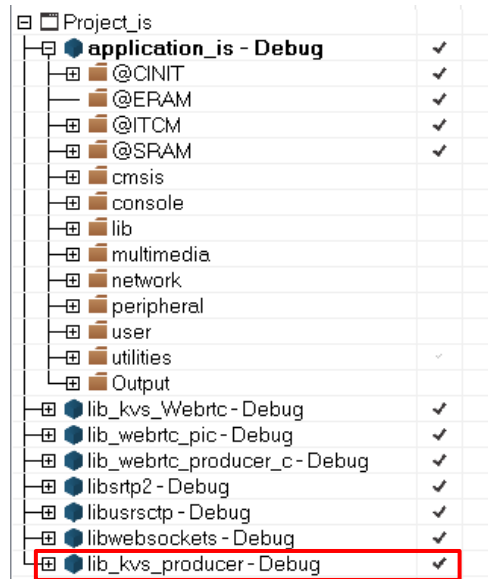 Project_is
application_is - Debug
@CINIT
@ERAM
@ITCM
@SRAM
cmsis
console
lib
multimedia
network
peripheral
user
utilities
Output
lib_kvs_Webrtc - Debug
lib_webrtc_pic - Debug
lib_webrtc_producer_c - Debug
libsrtp2 - Debug
libusrsctp - Debug
libwebsockets - Debug
lib_kvs_producer - Debug